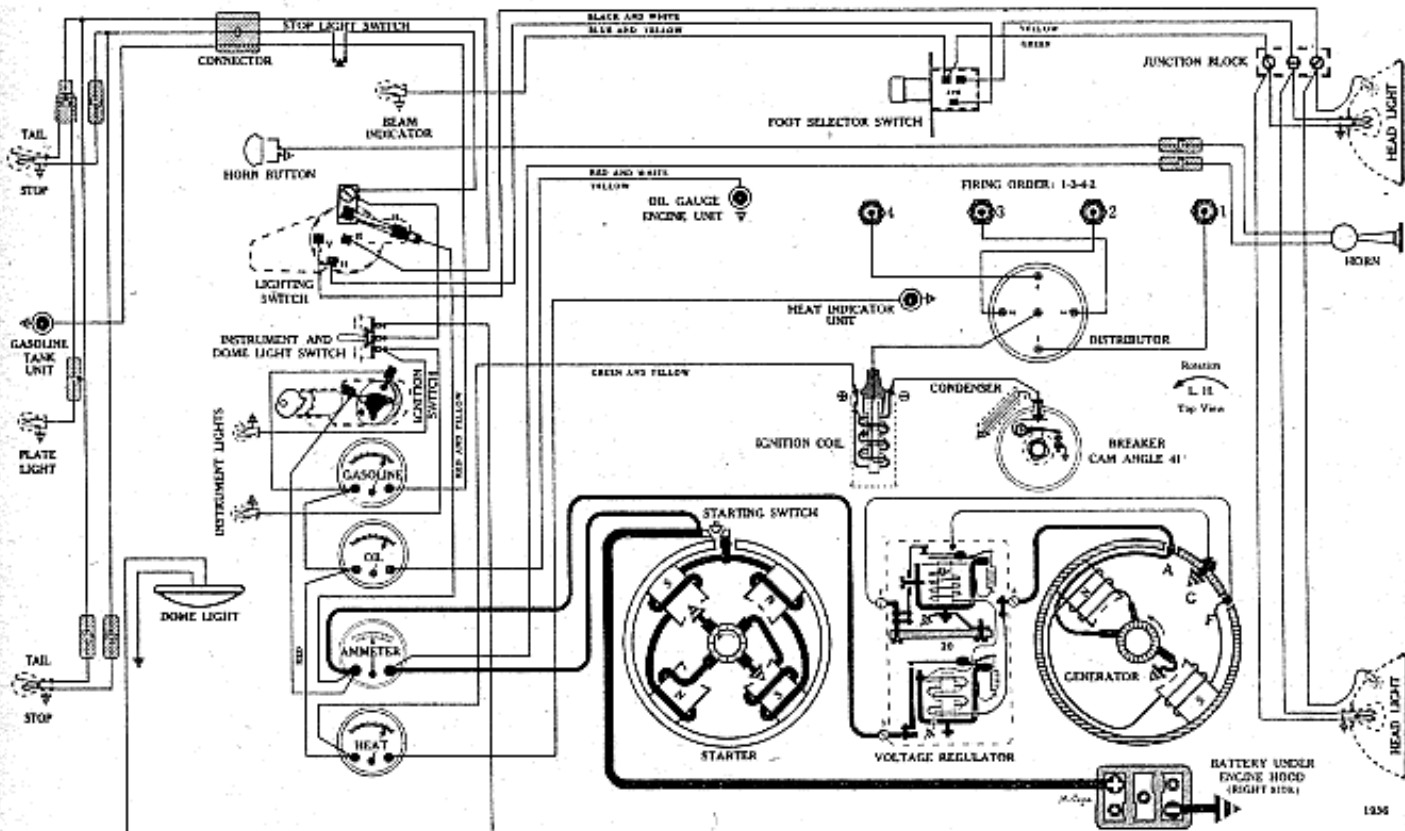 BLACK AND WHITE
BLUE AND YELLOW
STOP LIGHT SWITCH
CONNECTOR
YELLOW
GREEN
JUNCTION BLOCK
HEAD LIGHT
BEAM
INDICATOR
FOOT SELECTOR SWITCH
TAIL
STOP
HORN BUTTON
RED AND WHITE
YELLOW
OIL GAUGE
ENGINE UNIT
FIRING ORDER: 1-3-4-2
4
3
2
1
HORN
LIGHTING
SWITCH
V
H
HEAT INDICATOR
UNIT
DISTRIBUTOR
GASOLINE
TANK
UNIT
INSTRUMENT AND
DOME LIGHT SWITCH
IGNITION
SWITCH
RED AND YELLOW
GREEN AND YELLOW
CONDENSER
Rotation
L. H.
Top View
PLATE
LIGHT
INSTRUMENT LIGHTS
IGNITION COIL
BREAKER
CAM ANGLE 41
GASOLINE
STARTING SWITCH
OIL
DOME LIGHT
RED
AMMETER
S
N
N
S
20
A
C
F
N
S
GENERATOR
TAIL
STOP
HEAT
STARTER
VOLTAGE REGULATOR
HEAD LIGHT
BATTERY UNDER
ENGINE HOOD
(RIGHT SIDE)
1936